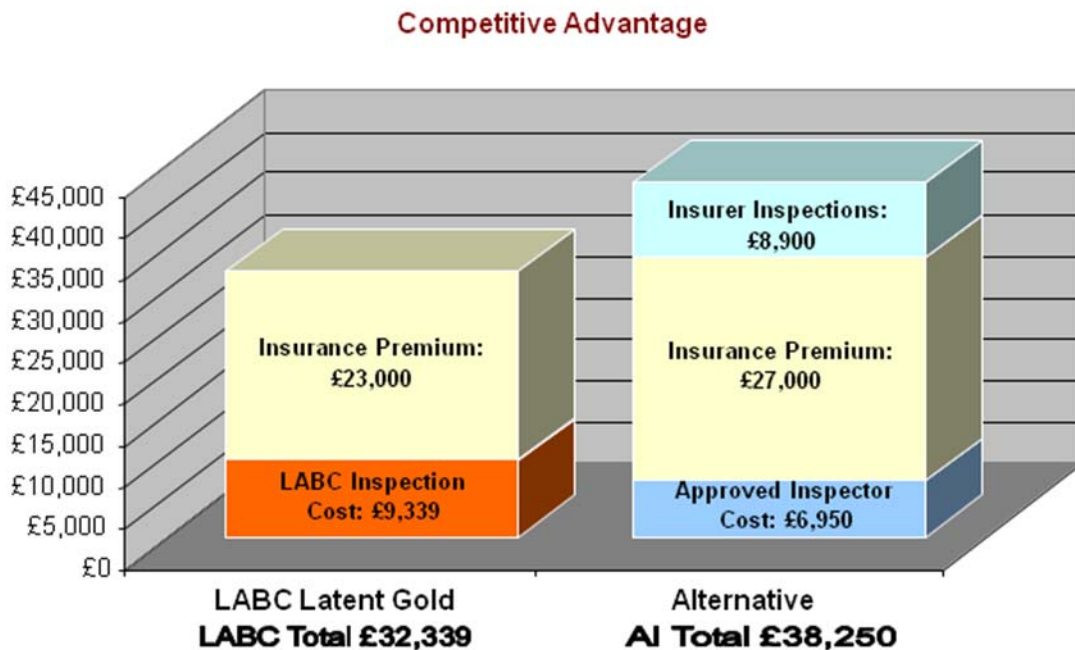 Competitive Advantage
£45,000
£40,000
£35,000
£30,000
£25,000
£20,000
£15,000
£10,000
£5,000
£0
Insurance Premium:
£23,000
LABC Inspection
Cost: £9,339
Insurer Inspections:
£8,900
Insurance Premium:
£27,000
Approved Inspector
Cost: £6,950
LABC Latent Gold
LABC Total £32,339
Alternative
AI Total £38,250